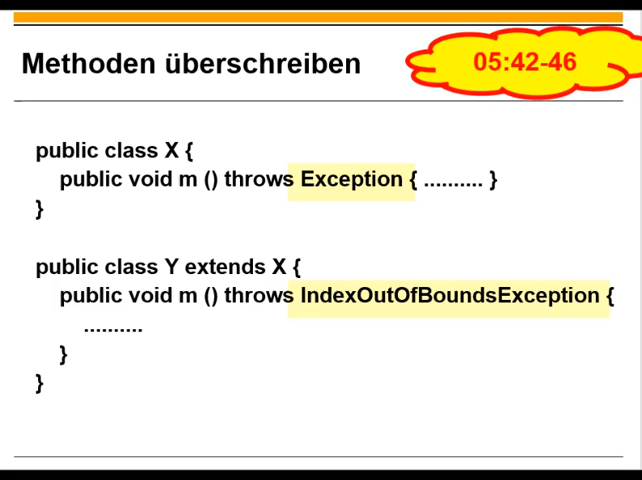 Methoden überschreiben
05:42-46
public class X {
public void m () throws Exception { .......... }
}
public class Y extends X {
public void m () throws IndexOutOfBoundsException {
..........
}
}